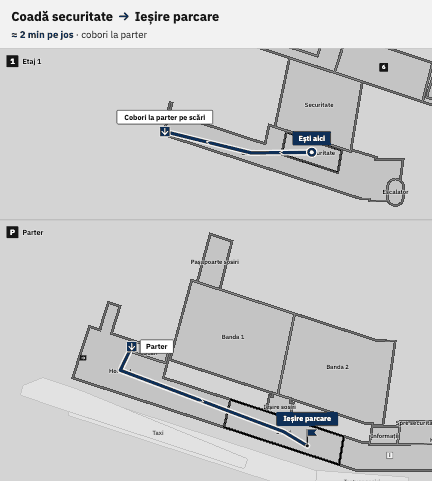 Coadă securitate → Ieșire parcare
≈ 2 min pe jos · cobori la parter
1 Etaj 1
6
Securitate
Cobori la parter pe scări
Ești aici
Escalator
P Parter
Pașapoarte sosiri
Banda 1
Parter
Banda 2
Ieșire parcare
Informații
Taxi